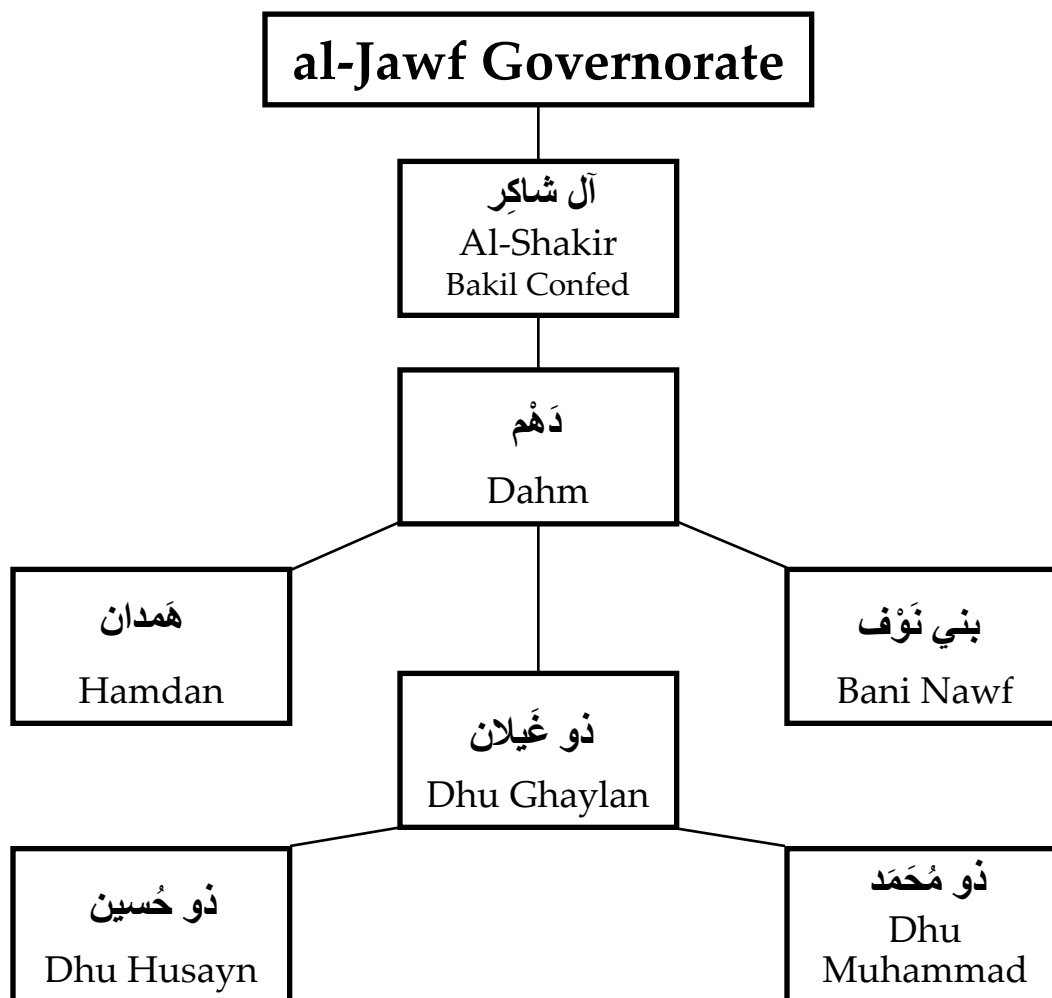 al-Jawf Governorate
آل شاكِر
Al-Shakir
Bakil Confed
دَهْم
Dahm
هَمدان
Hamdan
بني نَوْف
Bani Nawf
ذو غَيلان
Dhu Ghaylan
ذو حُسين
Dhu Husayn
ذو مُحَمَد
Dhu
Muhammad